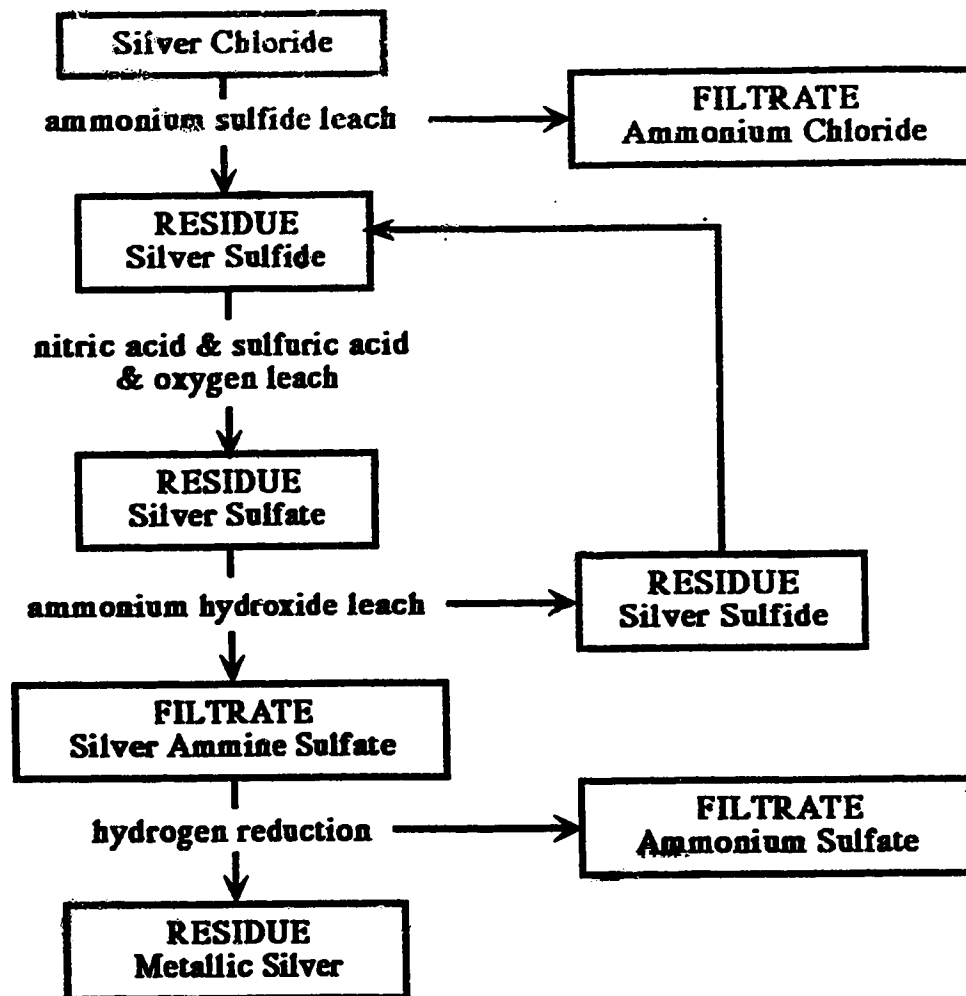 Silver Chloride
ammonium sulfide leach
FILTRATE
Ammonium Chloride
RESIDUE
Silver Sulfide
nitric acid & sulfuric acid
& oxygen leach
RESIDUE
Silver Sulfate
ammonium hydroxide leach
RESIDUE
Silver Sulfide
FILTRATE
Silver Ammine Sulfate
hydrogen reduction
FILTRATE
Ammonium Sulfate
RESIDUE
Metallic Silver